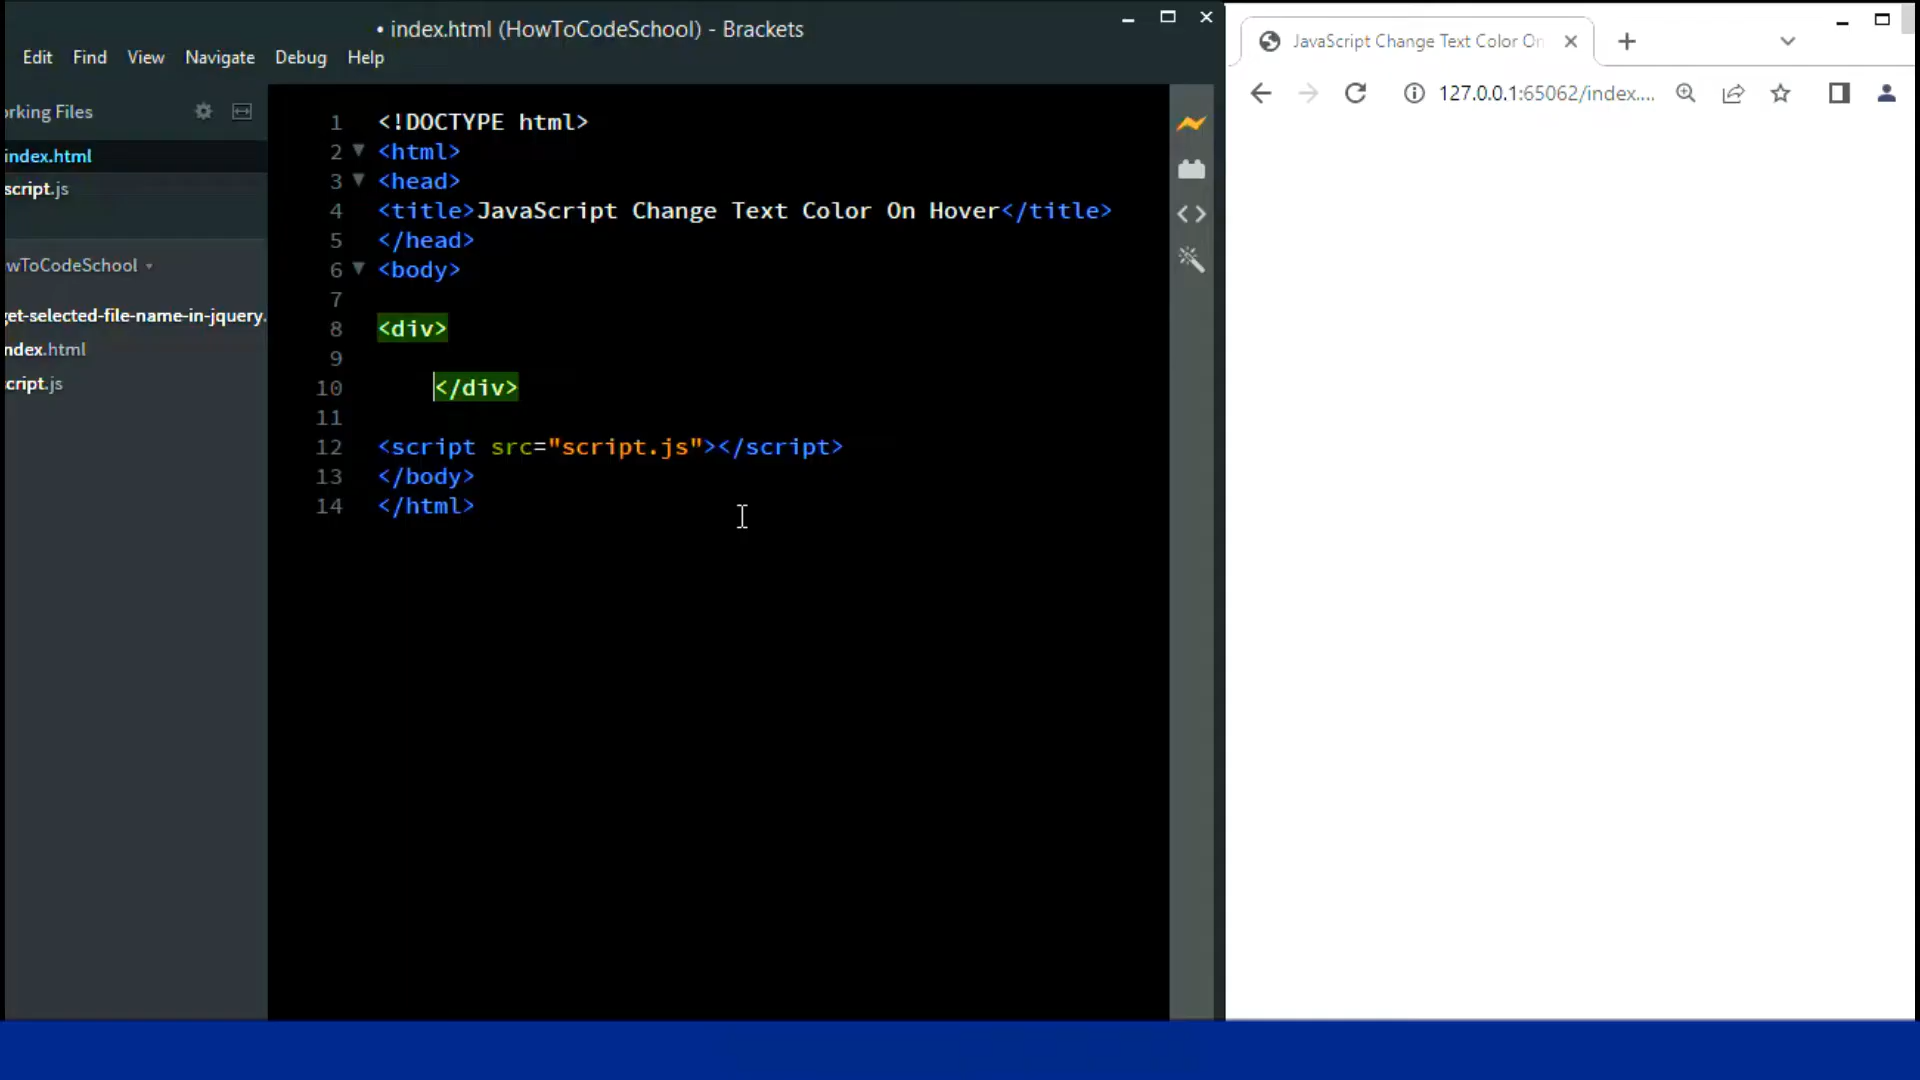 • index.html (HowToCodeSchool) - Brackets
Edit Find View Navigate Debug Help
orking Files
index.html
script.js
wToCodeSchool
get-selected-file-name-in-jquery.
ndex.html
cript.js
1 <!DOCTYPE html>
2 <html>
3 <head>
4 <title>JavaScript Change Text Color On Hover</title>
5 </head>
6 <body>
7
8 <div>
9
10 </div>
11
12 <script src="script.js"></script>
13 </body>
14 </html>
JavaScript Change Text Color On
127.0.0.1:65062/index....